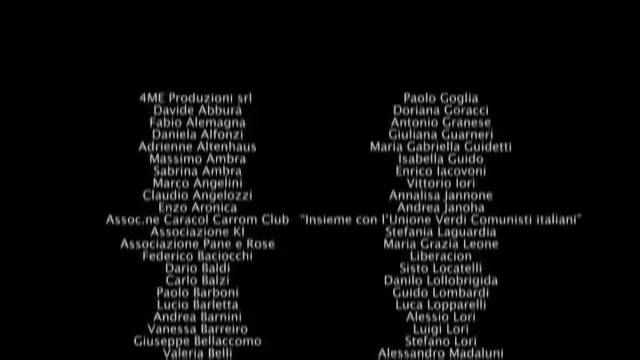 4ME Produzioni srl
Davide Abbura
Fabio Alemagna
Daniela Alfonzi
Adrienne Altenhaus
Massimo Ambra
Sabrina Ambra
Marco Angelini
Claudio Angelozzi
Enzo Aronica
Assoc.ne Caracol Carrom Club
Associazione KI
Associazione Pane e Rose
Federico Baciocchi
Dario Baldi
Carlo Balzi
Paolo Barboni
Lucio Barletta
Andrea Barnini
Vanessa Barreiro
Giuseppe Bellaccomo
Valeria Belli
Paolo Goglia
Doriana Goracci
Antonio Granese
Giuliana Guarneri
Maria Gabriella Guidetti
Isabella Guido
Enrico Iacovoni
Vittorio Iori
Annalisa Jannone
Andrea Janoha
"Insieme con l'Unione Verdi Comunisti italiani"
Stefania Laguardia
Maria Grazia Leone
Liberacion
Sisto Locatelli
Danilo Lollobrigida
Guido Lombardi
Luca Lopparelli
Alessio Lori
Luigi Lori
Stefano Lori
Alessandro Madaluni